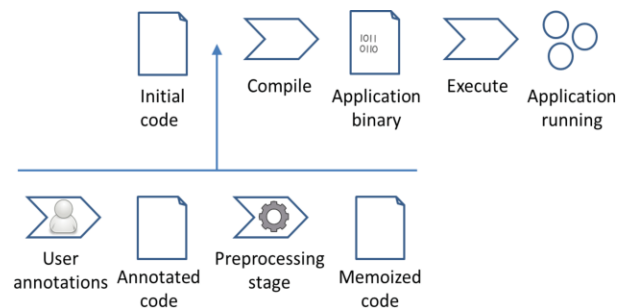 1011
0110
Initial
code
Compile
Application
binary
Execute
Application
running
User
annotations
Annotated
code
Preprocessing
stage
Memoized
code